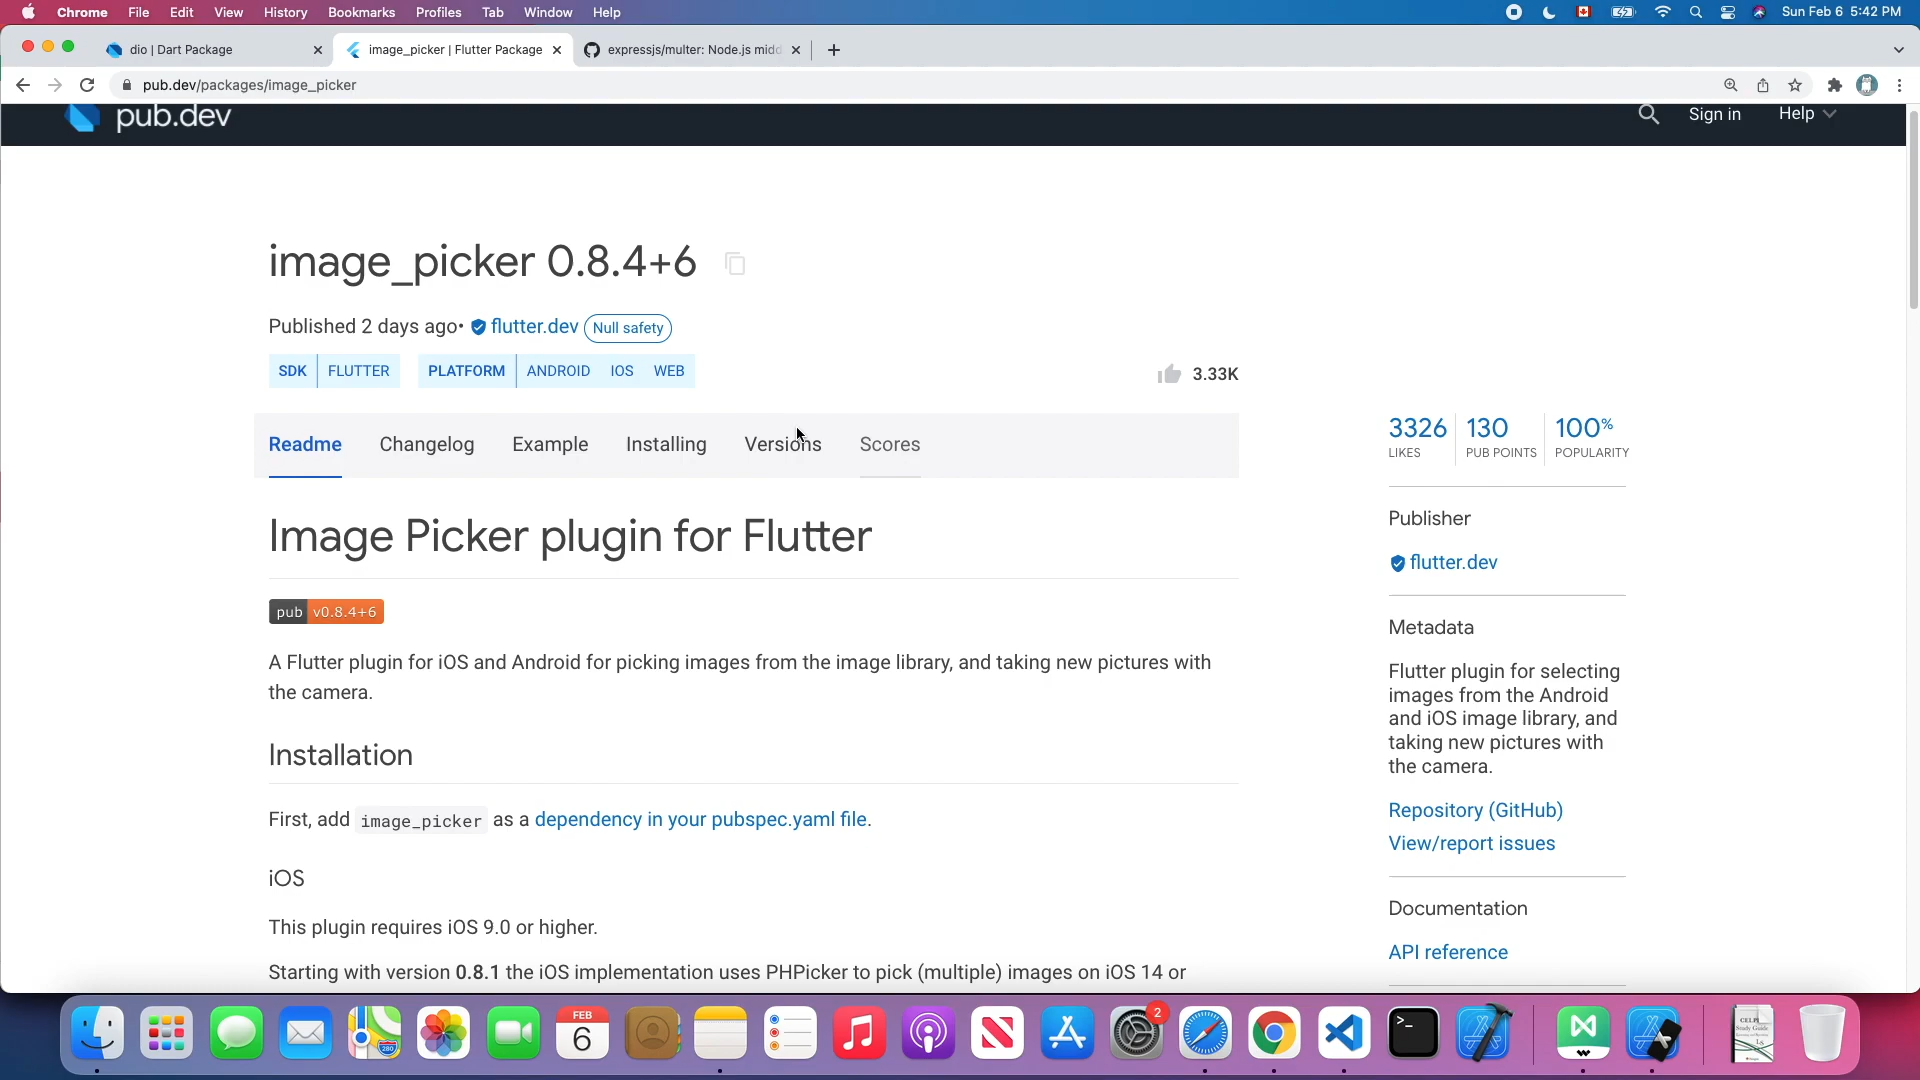 Chrome File Edit View History Bookmarks Profiles Tab Window Help Sun Feb 6 5:42 PM
dio | Dart Package image_picker | Flutter Package expressjs/multer: Node.js midd
pub.dev/packages/image_picker
pub.dev Sign in Help
image_picker 0.8.4+6
Published 2 days ago• flutter.dev Null safety
SDK FLUTTER PLATFORM ANDROID IOS WEB
3.33K
Readme Changelog Example Installing Versions Scores
3326 130 100%
LIKES PUB POINTS POPULARITY
Image Picker plugin for Flutter
pub v0.8.4+6
A Flutter plugin for iOS and Android for picking images from the image library, and taking new pictures with
the camera.
Installation
First, add image_picker as a dependency in your pubspec.yaml file.
iOS
This plugin requires iOS 9.0 or higher.
Starting with version 0.8.1 the iOS implementation uses PHPicker to pick (multiple) images on iOS 14 or
Publisher
flutter.dev
Metadata
Flutter plugin for selecting
images from the Android
and iOS image library, and
taking new pictures with
the camera.
Repository (GitHub)
View/report issues
Documentation
API reference
FEB
6
280
2
>_
CELPI
Study Guide